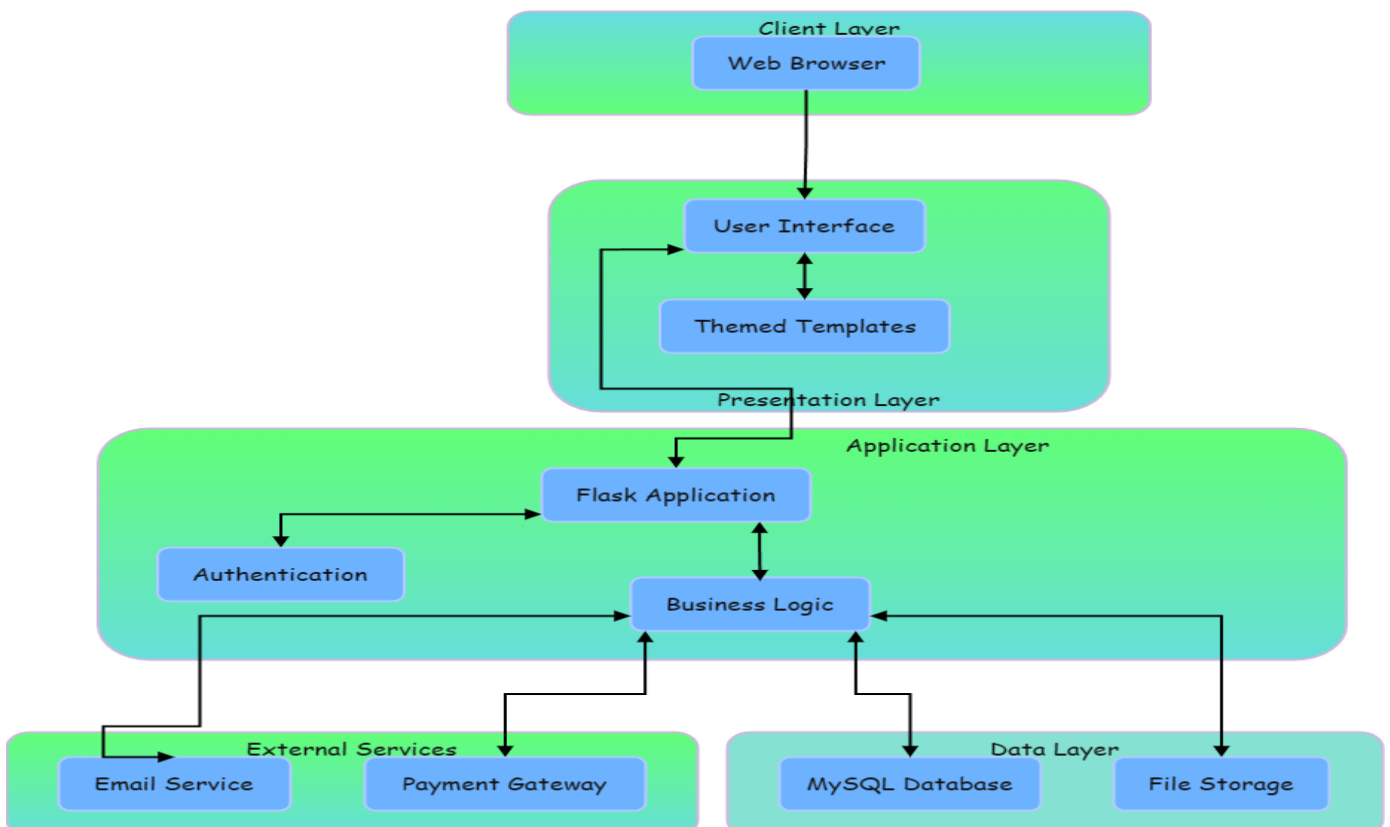 Client Layer
Web Browser
User Interface
Themed Templates
Presentation Layer
Application Layer
Flask Application
Authentication
Business Logic
External Services
Data Layer
Email Service
Payment Gateway
MySQL Database
File Storage